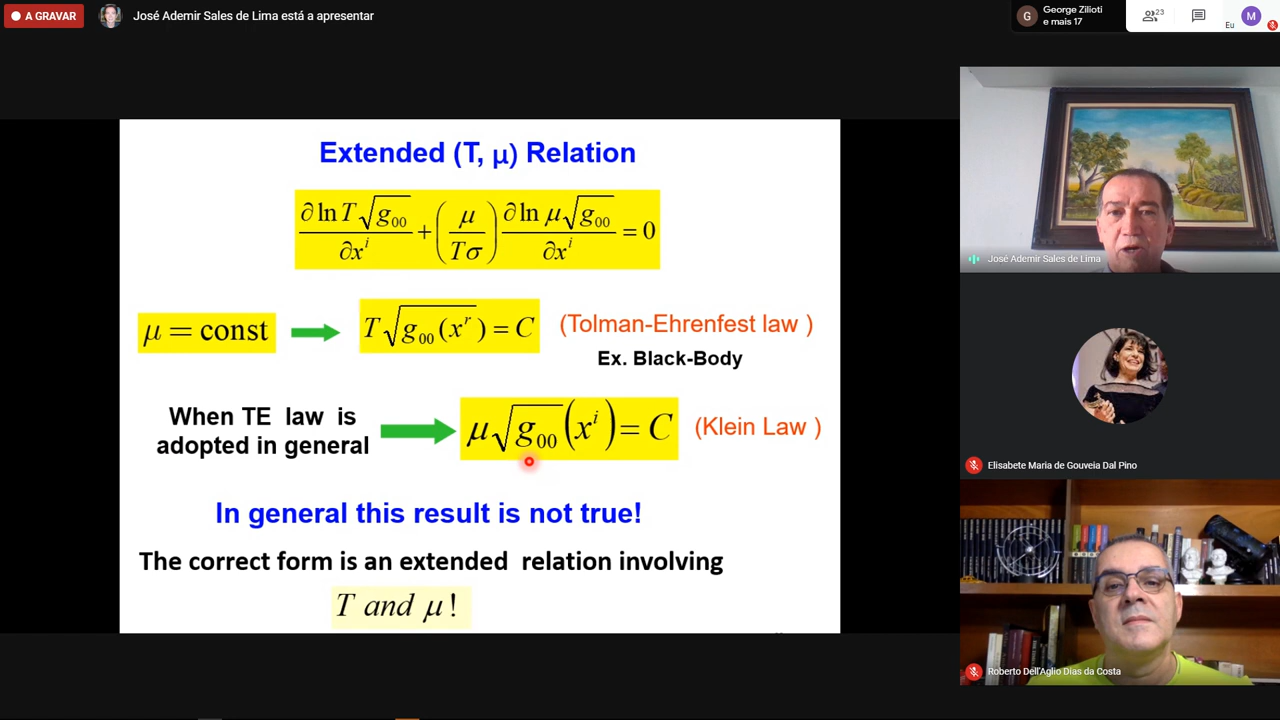 A GRAVAR
José Ademir Sales de Lima está a apresentar
G
George Zilioti
e mais 17
23
Eu
M
Extended (T, μ) Relation
∂ ln T√g₀₀ / ∂xⁱ + (μ / Tσ) ∂ ln μ√g₀₀ / ∂xⁱ = 0
μ = const
T√g₀₀(xʳ) = C
(Tolman-Ehrenfest law )
Ex. Black-Body
When TE law is
adopted in general
μ√g₀₀(xⁱ) = C
(Klein Law )
In general this result is not true!
The correct form is an extended relation involving
T and μ !
José Ademir Sales de Lima
Elisabete Maria de Gouveia Dal Pino
Roberto Dell'Aglio Dias da Costa